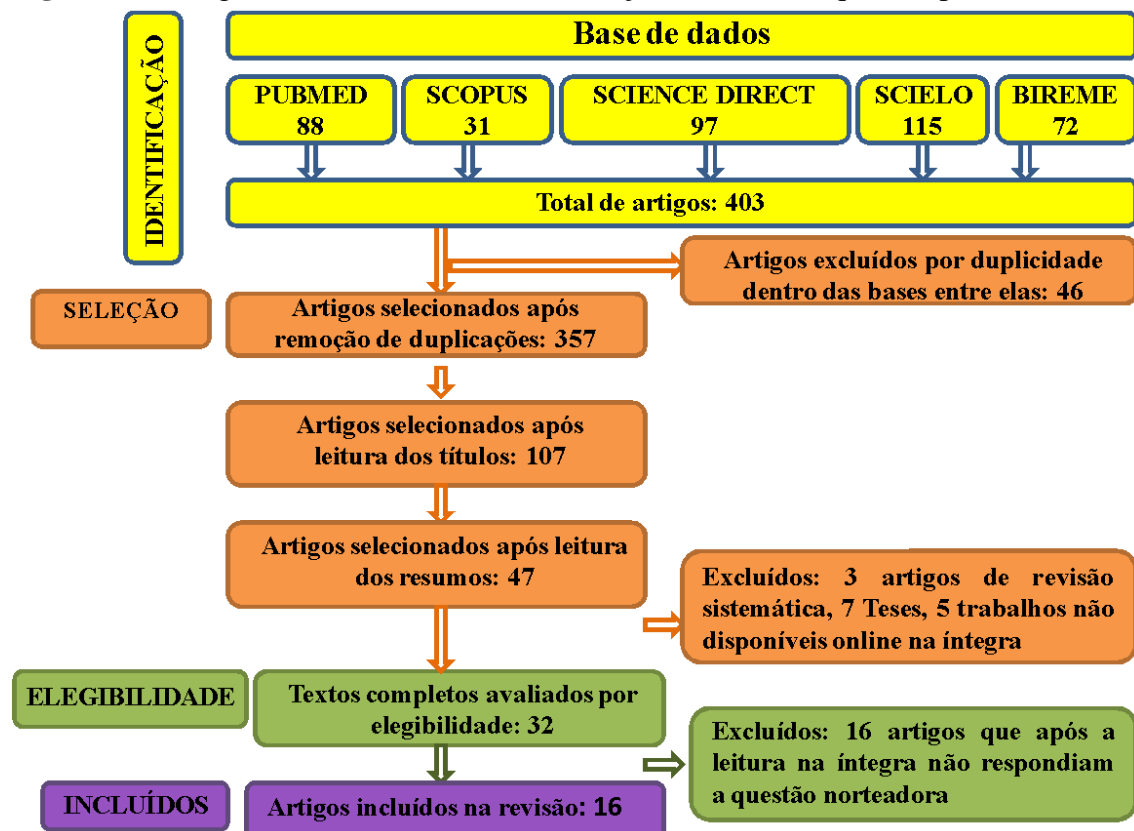 IDENTIFICAÇÃO
Base de dados
PUBMED
88
SCOPUS
31
SCIENCE DIRECT
97
SCIELO
115
BIREME
72
Total de artigos: 403
Artigos excluídos por duplicidade
dentro das bases entre elas: 46
SELEÇÃO
Artigos selecionados após
remoção de duplicações: 357
Artigos selecionados após
leitura dos títulos: 107
Artigos selecionados após leitura
dos resumos: 47
Excluídos: 3 artigos de revisão
sistemática, 7 Teses, 5 trabalhos não
disponíveis online na íntegra
ELEGIBILIDADE
Textos completos avaliados por
elegibilidade: 32
Excluídos: 16 artigos que após a
leitura na íntegra não respondiam
a questão norteadora
INCLUÍDOS
Artigos incluídos na revisão: 16